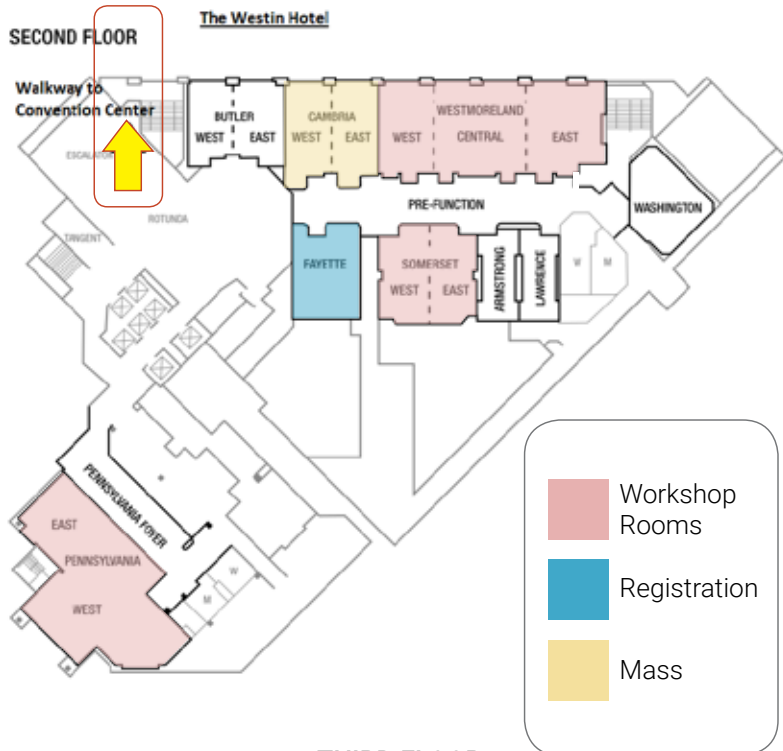 The Westin Hotel
SECOND FLOOR
Walkway to
Convention Center
ESCALATOR
ROTUNDA
TANGENT
BUTLER
WEST EAST
CAMBRIA
WEST EAST
WESTMORELAND
WEST CENTRAL EAST
PRE-FUNCTION
WASHINGTON
FAYETTE
SOMERSET
WEST EAST
ARMSTRONG
LAWRENCE
W M
PENNSYLVANIA FOYER
EAST
PENNSYLVANIA
WEST
W
M
Workshop
Rooms
Registration
Mass